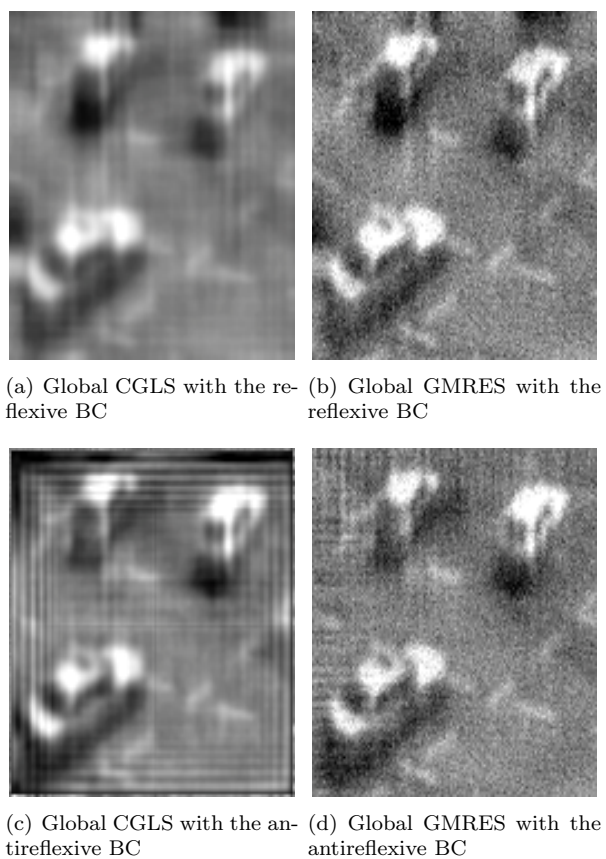 (a) Global CGLS with the re-
flexive BC
(b) Global GMRES with the
reflexive BC
(c) Global CGLS with the an-
tireflexive BC
(d) Global GMRES with the
antireflexive BC